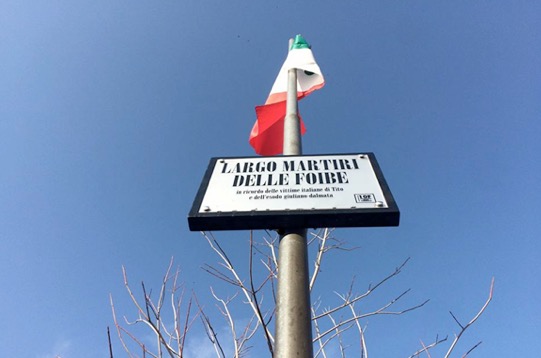 LARGO MARTIRI
DELLE FOIBE
in ricordo delle vittime italiane di Tito
e dell'esodo giuliano dalmata